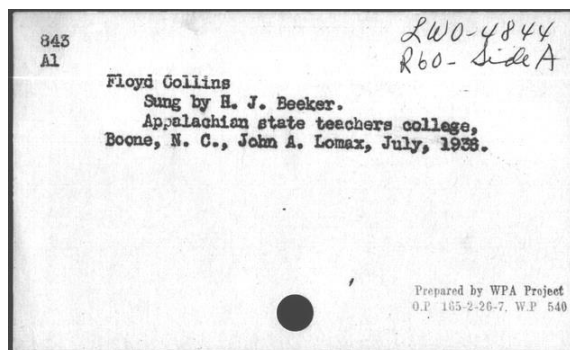 843
A1
LWO-4844
R60- Side A
Floyd Collins
Sung by H. J. Beeker.
Appalachian state teachers college,
Boone, N. C., John A. Lomax, July, 1936.
Prepared by WPA Project
O.P 165-2-26-7, W.P 540